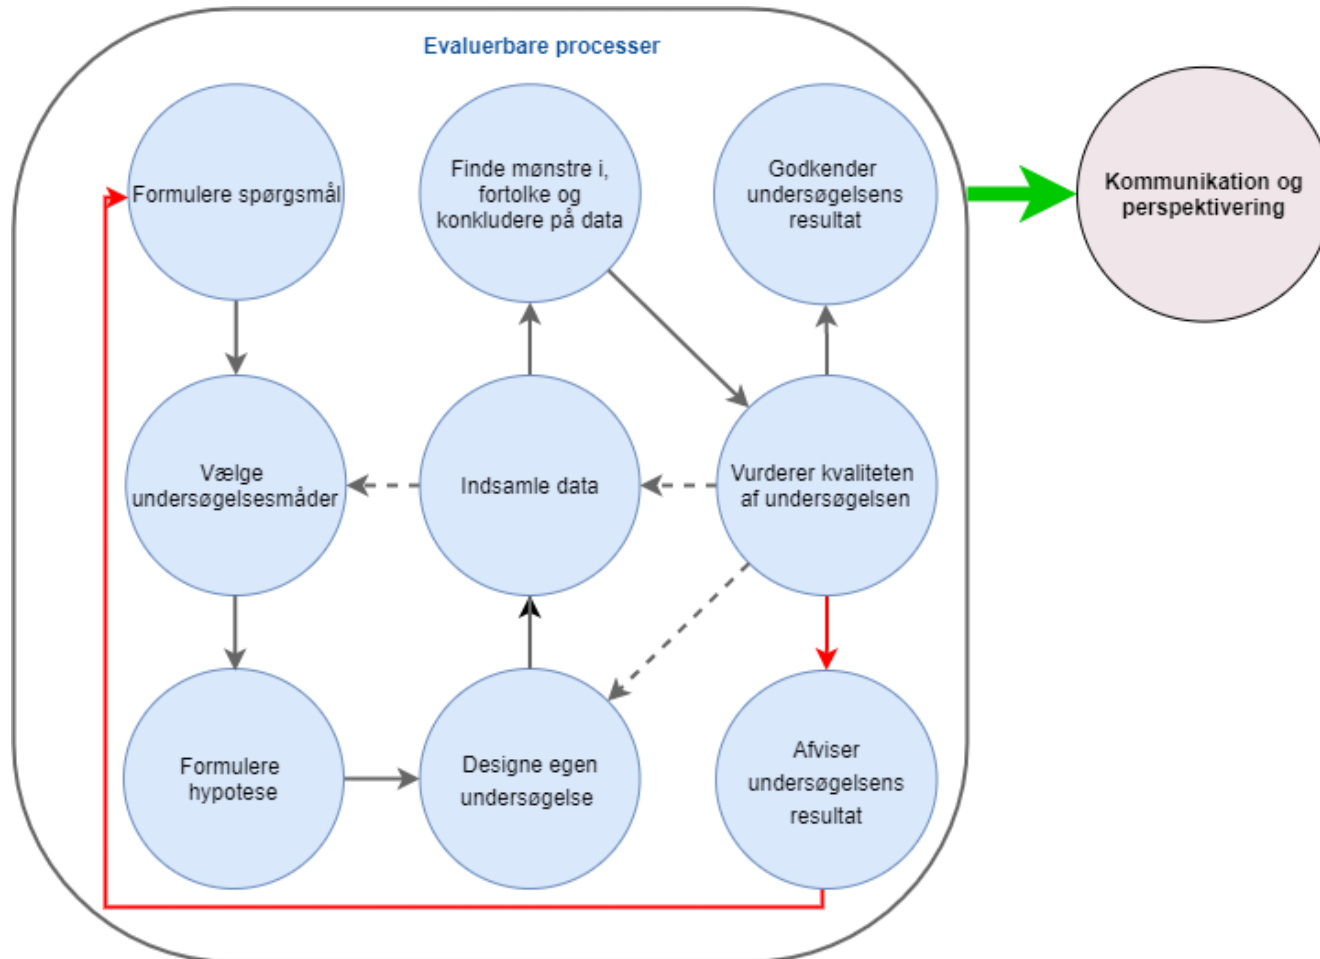 Evaluerbare processer
Formulere spørgsmål
Finde mønstre i,
fortolke og
konkludere på data
Godkender
undersøgelsens
resultat
Kommunikation og
perspektivering
Vælge
undersøgelsesmåder
Indsamle data
Vurderer kvaliteten
af undersøgelsen
Formulere
hypotese
Designe egen
undersøgelse
Afviser
undersøgelsens
resultat